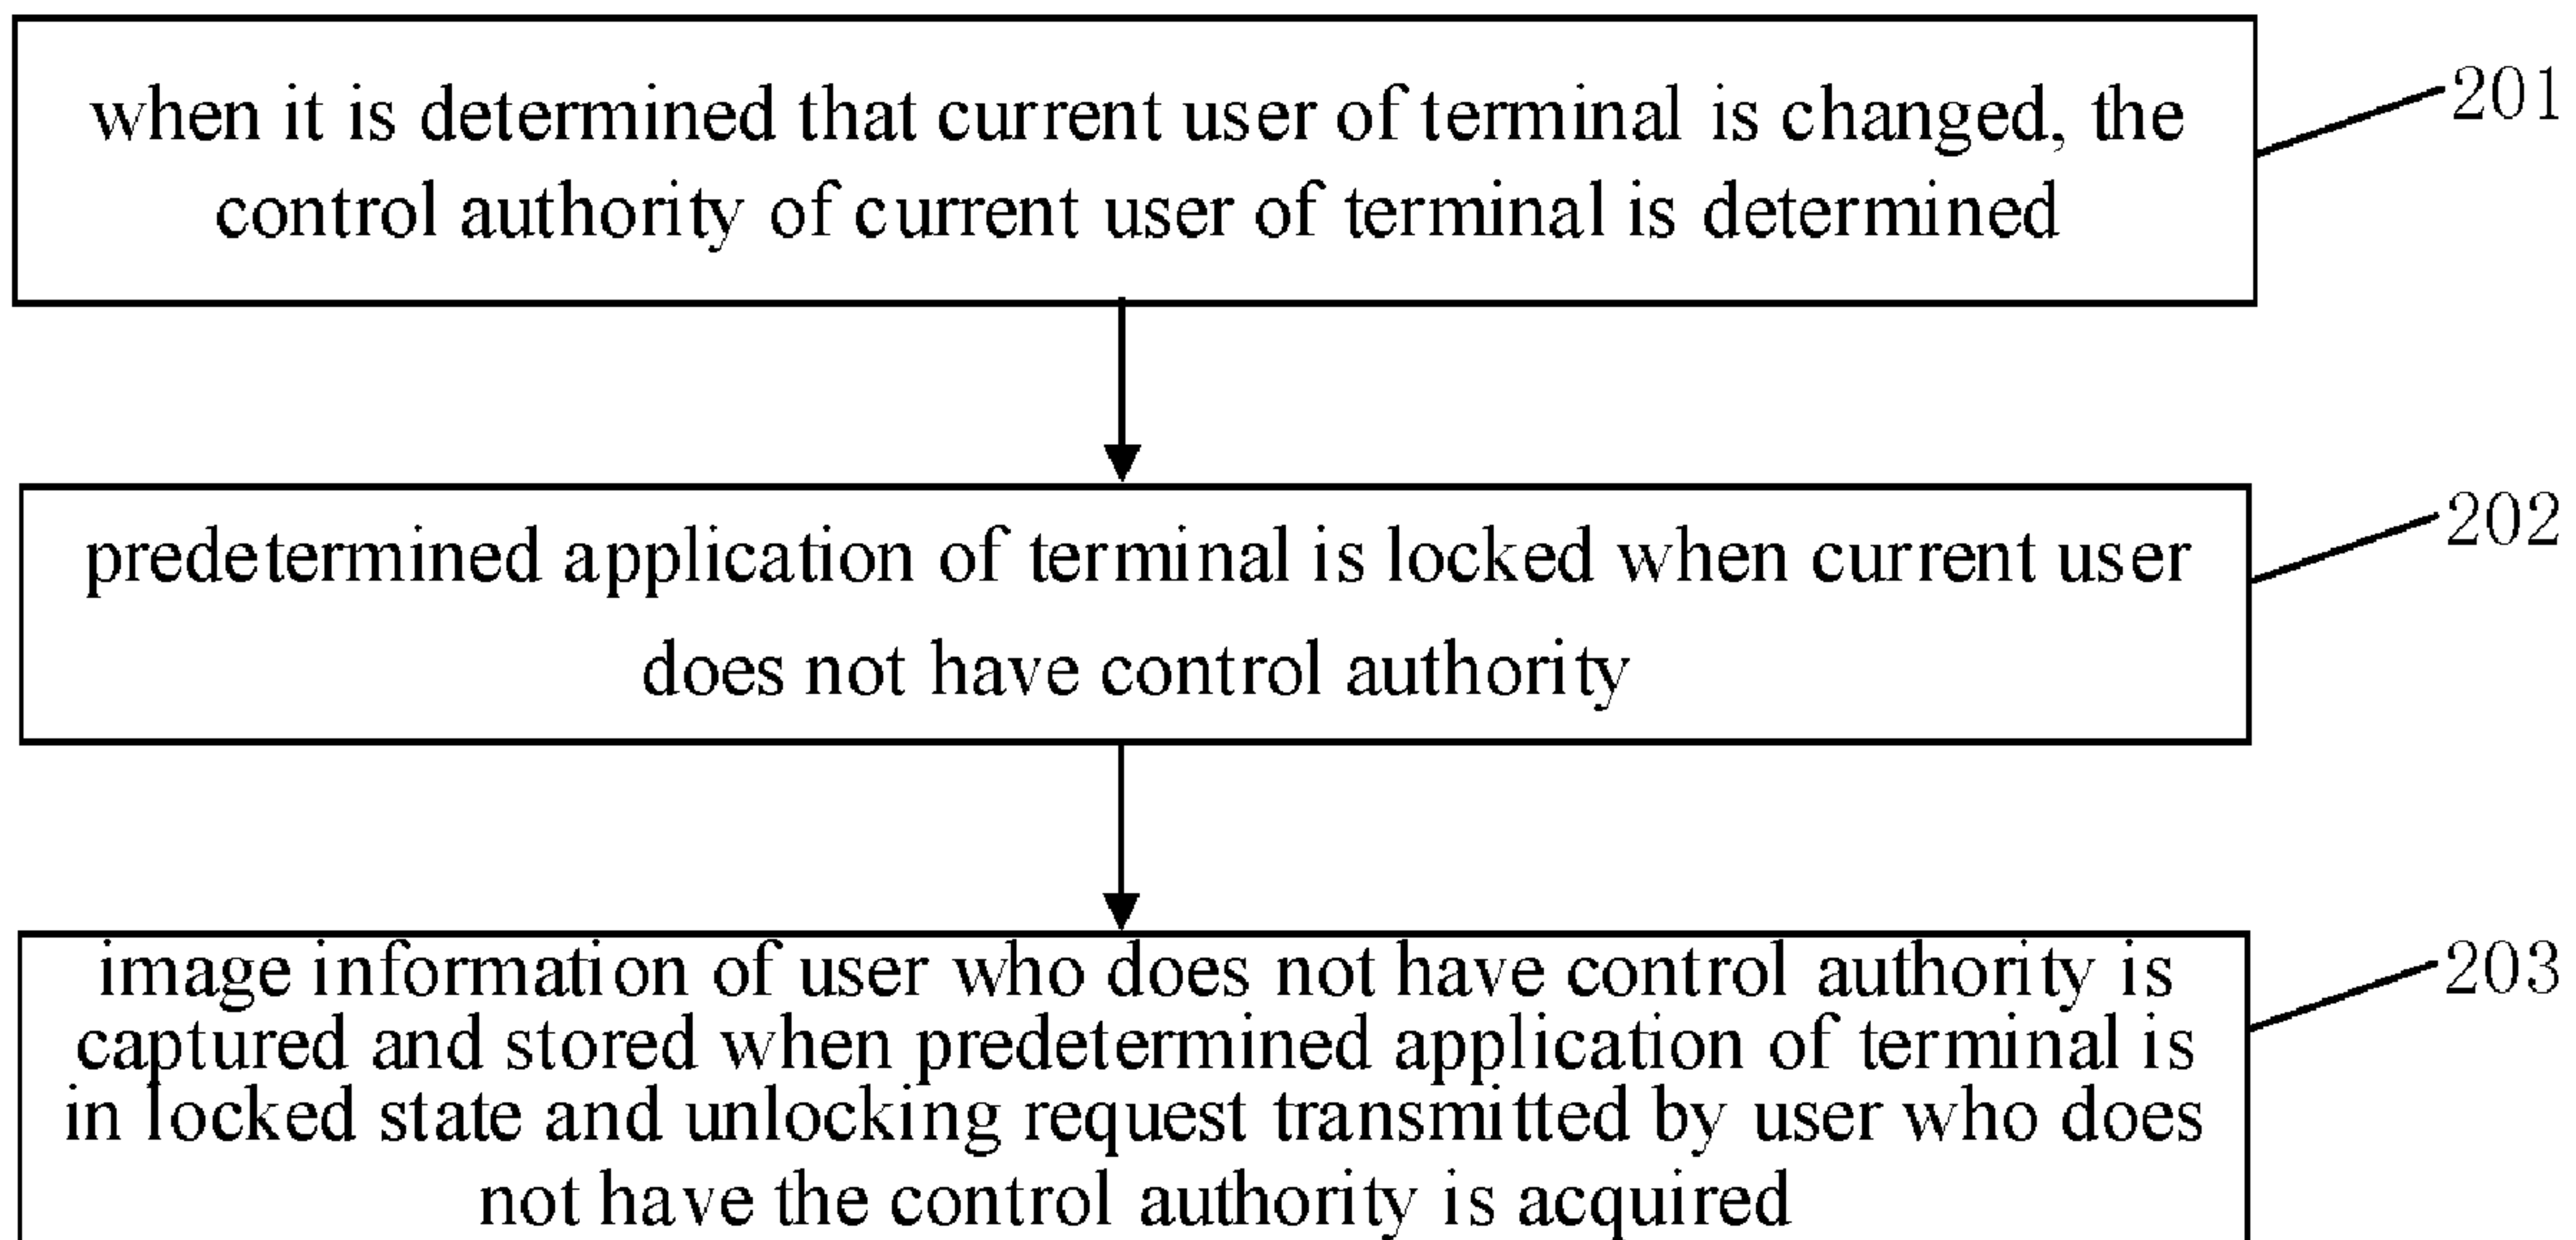 when it is determined that current user of terminal is changed, the
control authority of current user of terminal is determined
201
predetermined application of terminal is locked when current user
does not have control authority
202
image information of user who does not have control authority is
captured and stored when predetermined application of terminal is
in locked state and unlocking request transmitted by user who does
not have the control authority is acquired
203